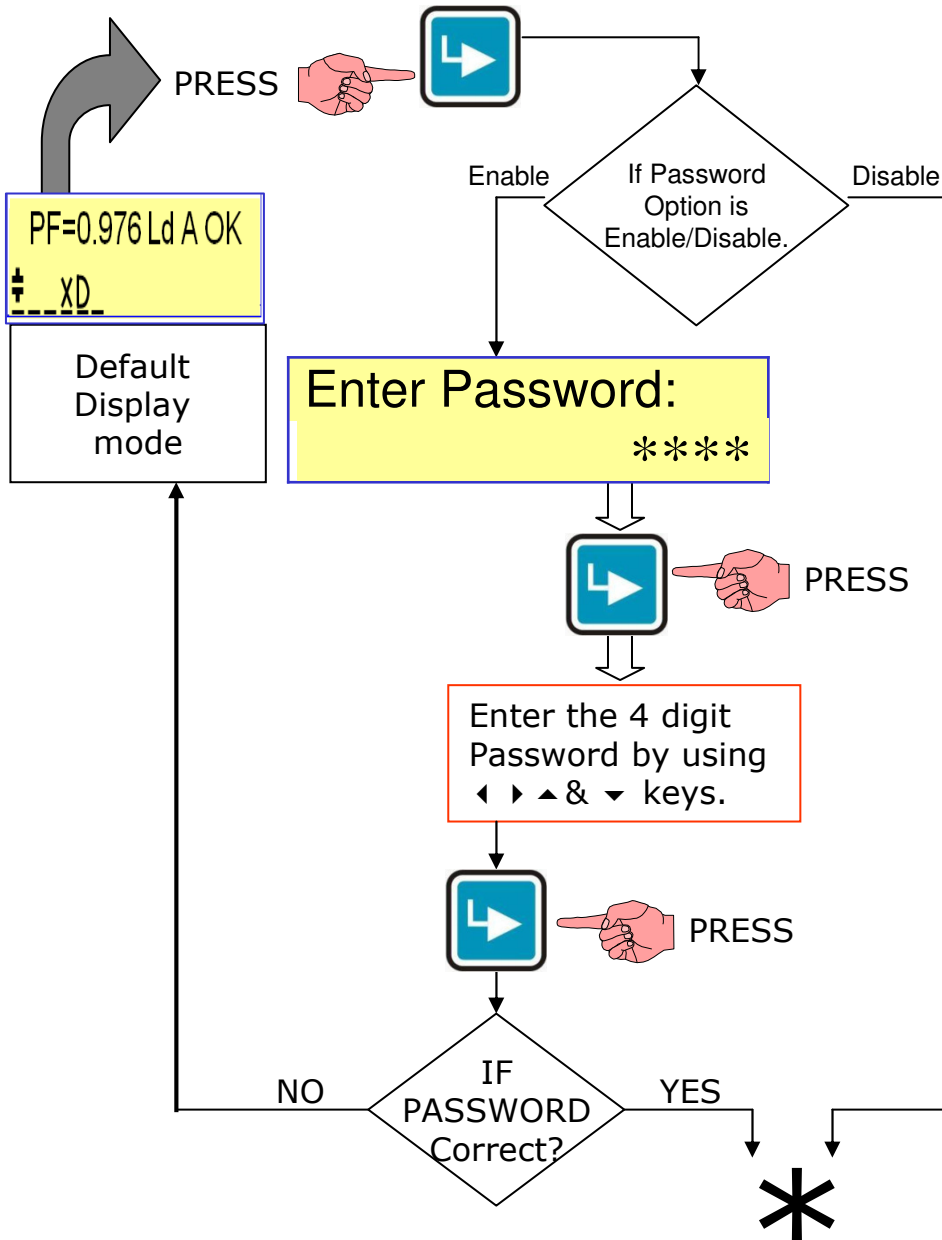 PRESS
Enable
If Password
Option is
Enable/Disable.
Disable
PF=0.976 Ld A OK
XD
Default
Display
mode
Enter Password:
****
PRESS
Enter the 4 digit
Password by using
◂ ▸ ▴ & ▾ keys.
PRESS
NO
IF
PASSWORD
Correct?
YES
*